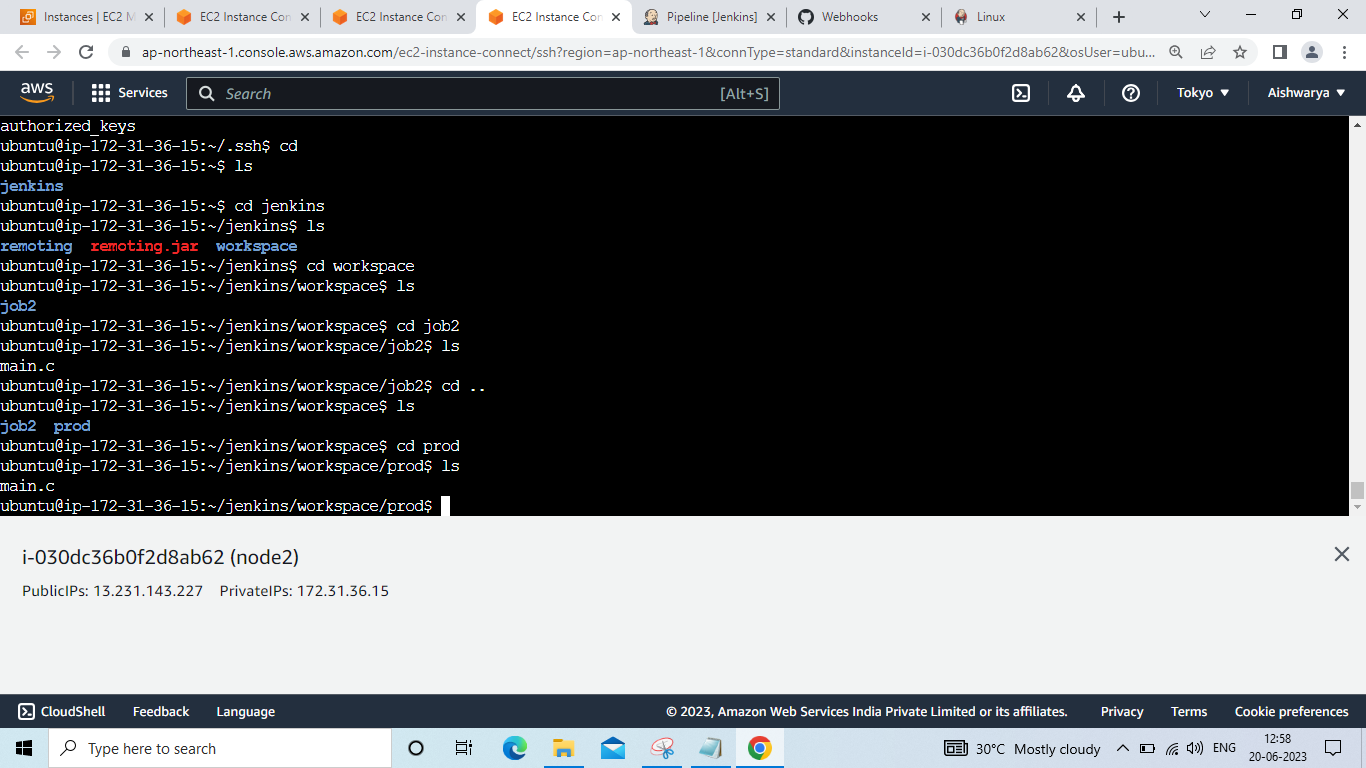 Instances | EC2 M
EC2 Instance Con
EC2 Instance Con
EC2 Instance Con
Pipeline [Jenkins]
Webhooks
Linux
ap-northeast-1.console.aws.amazon.com/ec2-instance-connect/ssh?region=ap-northeast-1&connType=standard&instanceId=i-030dc36b0f2d8ab62&osUser=ubu...
aws
Services
Search
[Alt+S]
Tokyo
Aishwarya
authorized_keys
ubuntu@ip-172-31-36-15:~/.ssh$ cd
ubuntu@ip-172-31-36-15:~$ ls
jenkins
ubuntu@ip-172-31-36-15:~$ cd jenkins
ubuntu@ip-172-31-36-15:~/jenkins$ ls
remoting  remoting.jar  workspace
ubuntu@ip-172-31-36-15:~/jenkins$ cd workspace
ubuntu@ip-172-31-36-15:~/jenkins/workspace$ ls
job2
ubuntu@ip-172-31-36-15:~/jenkins/workspace$ cd job2
ubuntu@ip-172-31-36-15:~/jenkins/workspace/job2$ ls
main.c
ubuntu@ip-172-31-36-15:~/jenkins/workspace/job2$ cd ..
ubuntu@ip-172-31-36-15:~/jenkins/workspace$ ls
job2  prod
ubuntu@ip-172-31-36-15:~/jenkins/workspace$ cd prod
ubuntu@ip-172-31-36-15:~/jenkins/workspace/prod$ ls
main.c
ubuntu@ip-172-31-36-15:~/jenkins/workspace/prod$
i-030dc36b0f2d8ab62 (node2)
PublicIPs: 13.231.143.227 PrivateIPs: 172.31.36.15
CloudShell Feedback Language © 2023, Amazon Web Services India Private Limited or its affiliates. Privacy Terms Cookie preferences
Type here to search
30°C Mostly cloudy
ENG
12:58
20-06-2023